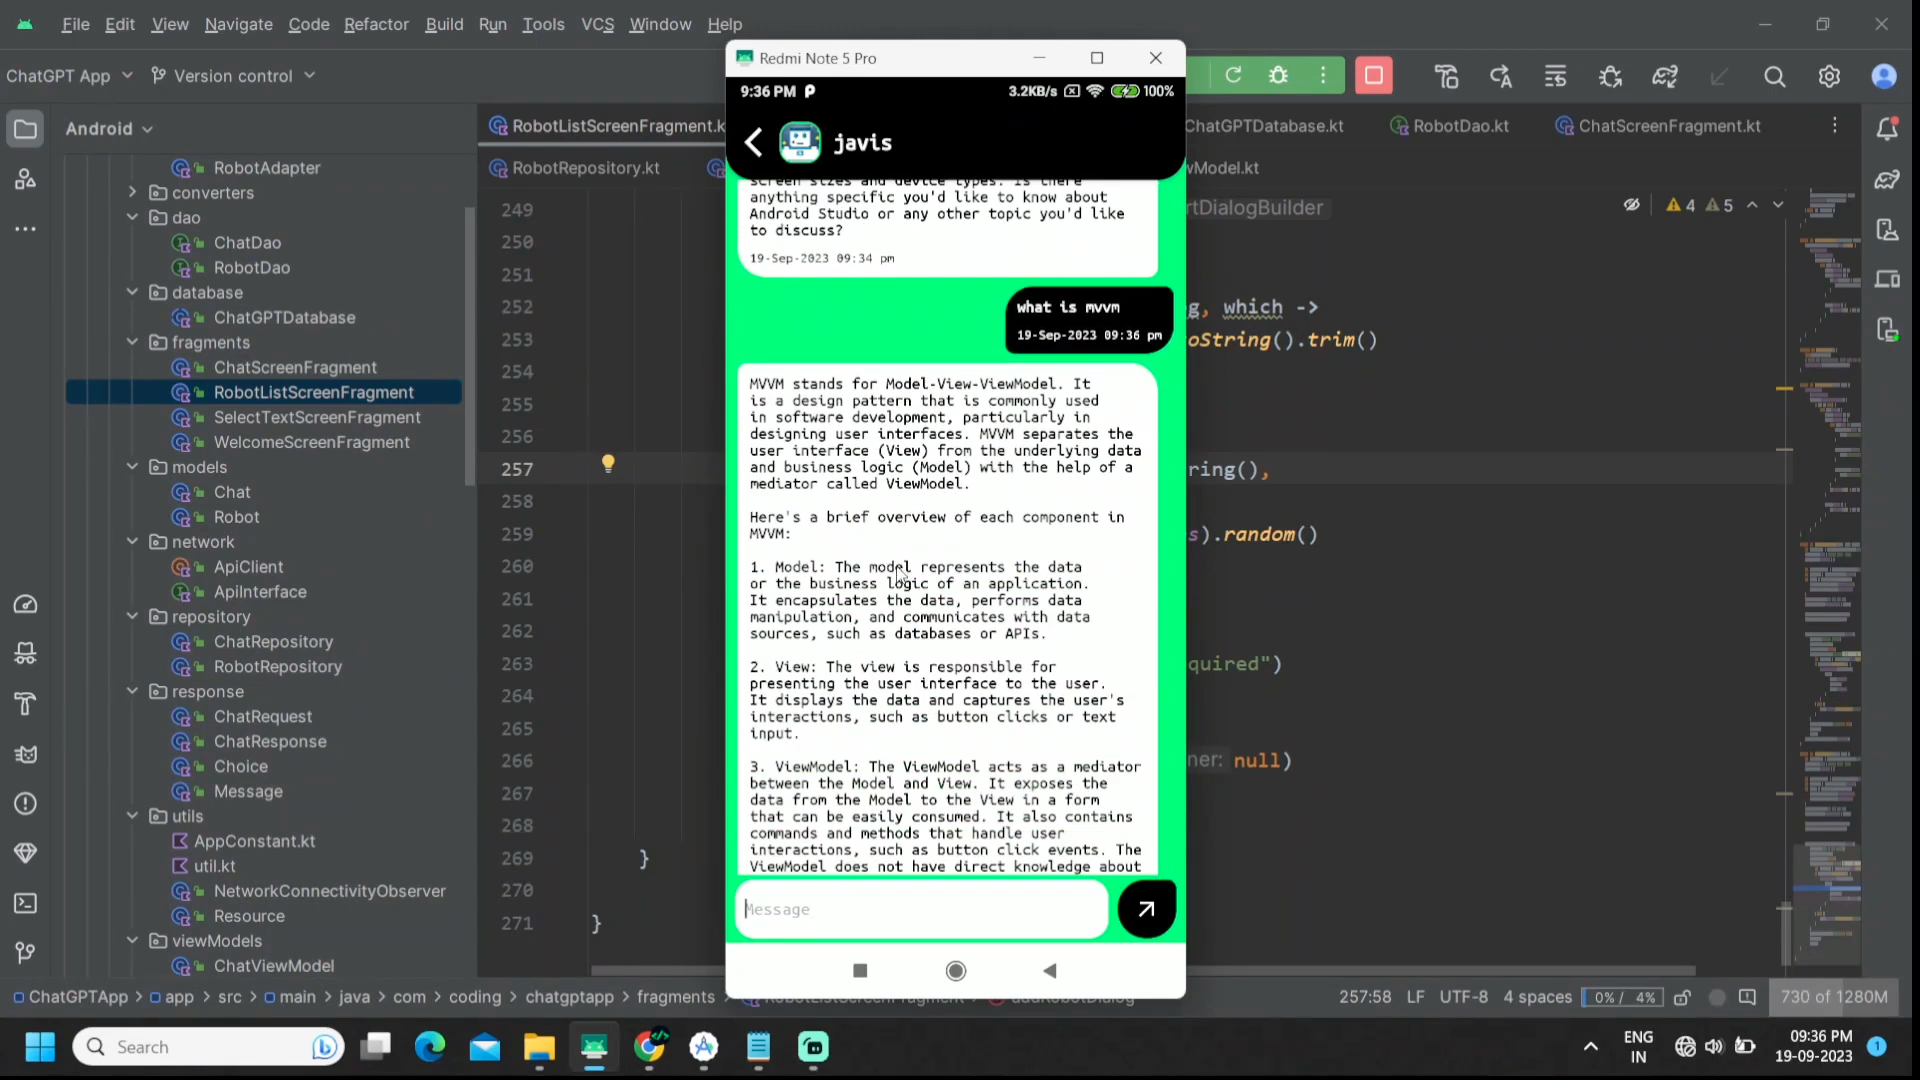 File Edit View Navigate Code Refactor Build Run Tools VCS Window Help
ChatGPT App Version control
Android
RobotAdapter
converters
dao
ChatDao
RobotDao
database
ChatGPTDatabase
fragments
ChatScreenFragment
RobotListScreenFragment
SelectTextScreenFragment
WelcomeScreenFragment
models
Chat
Robot
network
ApiClient
ApiInterface
repository
ChatRepository
RobotRepository
response
ChatRequest
ChatResponse
Choice
Message
utils
AppConstant.kt
util.kt
NetworkConnectivityObserver
Resource
viewModels
ChatViewModel
RobotListScreenFragment.k
ChatGPTDatabase.kt RobotDao.kt ChatScreenFragment.kt
RobotRepository.kt
wModel.kt
249
250
251
252
253
254
255
256
257
258
259
260
261
262
263
264
265
266
267
268
269 }
270
271 }
rtDialogBuilder
4 5
g, which ->
oString().trim()
ring(),
s).random()
quired")
ner: null)
Redmi Note 5 Pro
9:36 PM 3.2KB/s 100%
javis
screen sizes and device types. Is there
anything specific you'd like to know about
Android Studio or any other topic you'd like
to discuss?
19-Sep-2023 09:34 pm
what is mvvm
19-Sep-2023 09:36 pm
MVVM stands for Model-View-ViewModel. It
is a design pattern that is commonly used
in software development, particularly in
designing user interfaces. MVVM separates the
user interface (View) from the underlying data
and business logic (Model) with the help of a
mediator called ViewModel.
Here's a brief overview of each component in
MVVM:
1. Model: The model represents the data
or the business logic of an application.
It encapsulates the data, performs data
manipulation, and communicates with data
sources, such as databases or APIs.
2. View: The view is responsible for
presenting the user interface to the user.
It displays the data and captures the user's
interactions, such as button clicks or text
input.
3. ViewModel: The ViewModel acts as a mediator
between the Model and View. It exposes the
data from the Model to the View in a form
that can be easily consumed. It also contains
commands and methods that handle user
interactions, such as button click events. The
ViewModel does not have direct knowledge about
Message
ChatGPTApp > app > src > main > java > com > coding > chatgptapp > fragments
257:58 LF UTF-8 4 spaces 0% / 4% 730 of 1280M
Search
ENG
IN
09:36 PM
19-09-2023
1